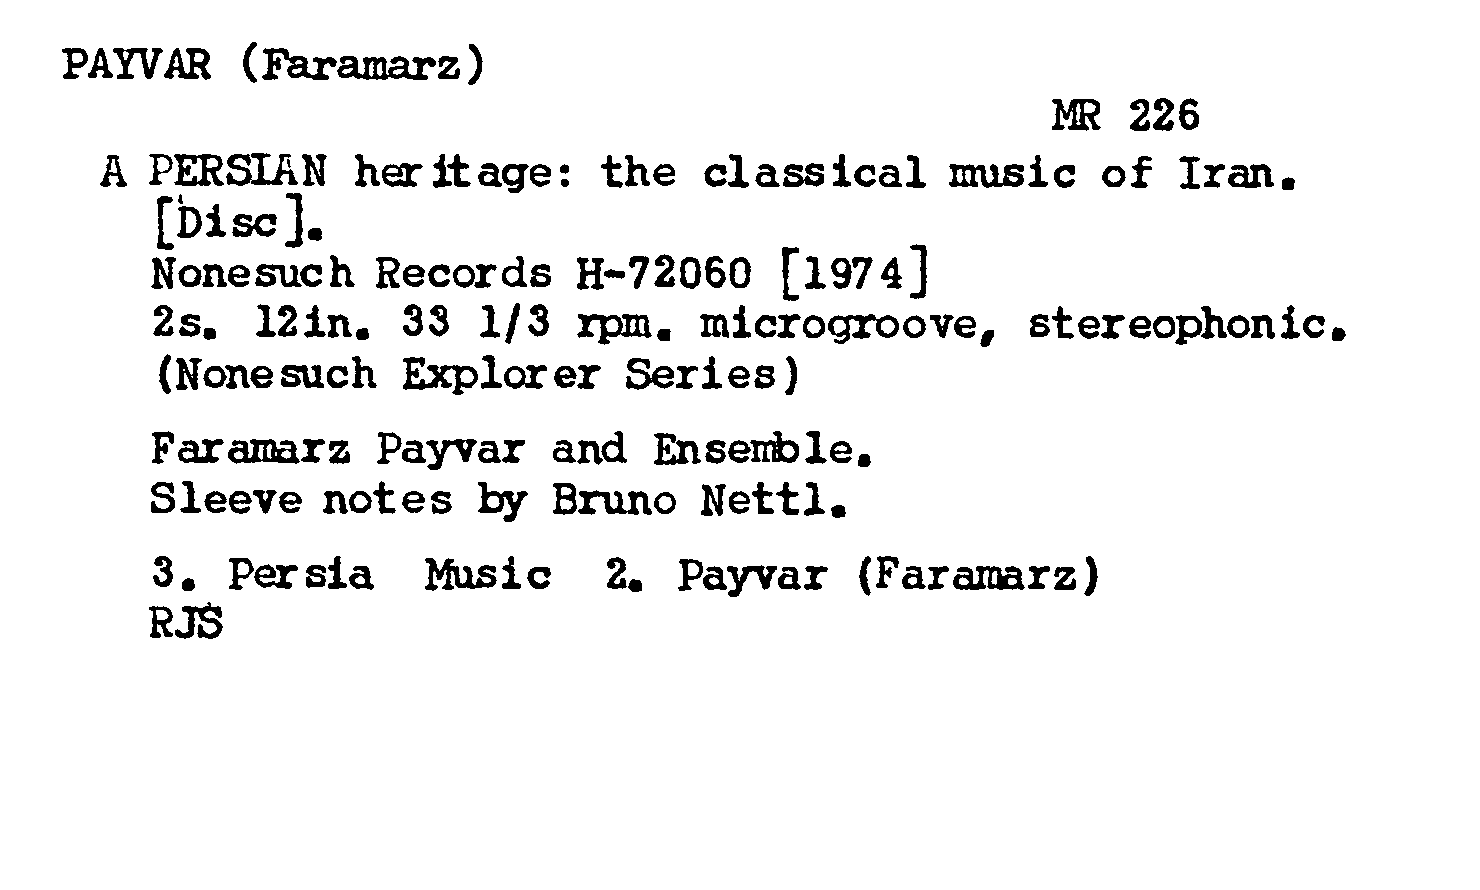 PAYVAR (Faramarz)
MR 226
A PERSIAN heritage: the classical music of Iran.
[Disc].
Nonesuch Records H-72060 [1974]
2s. 12in. 33 1/3 rpm. microgroove, stereophonic.
(Nonesuch Explorer Series)
Faramarz Payvar and Ensemble.
Sleeve notes by Bruno Nettl.
3. Persia Music 2. Payvar (Faramarz)
RJS